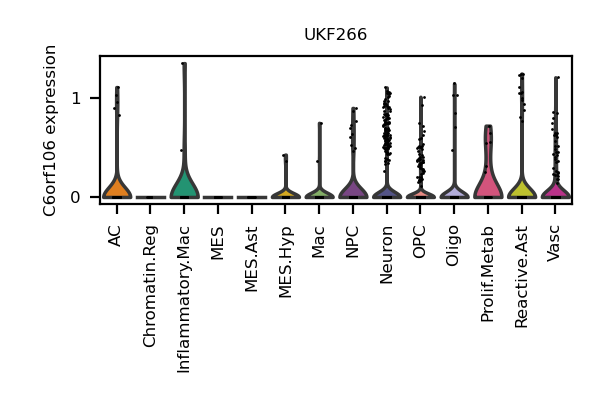 UKF266
C6orf106 expression
1
0
AC
Chromatin.Reg
Inflammatory.Mac
MES
MES.Ast
MES.Hyp
Mac
NPC
Neuron
OPC
Oligo
Prolif.Metab
Reactive.Ast
Vasc